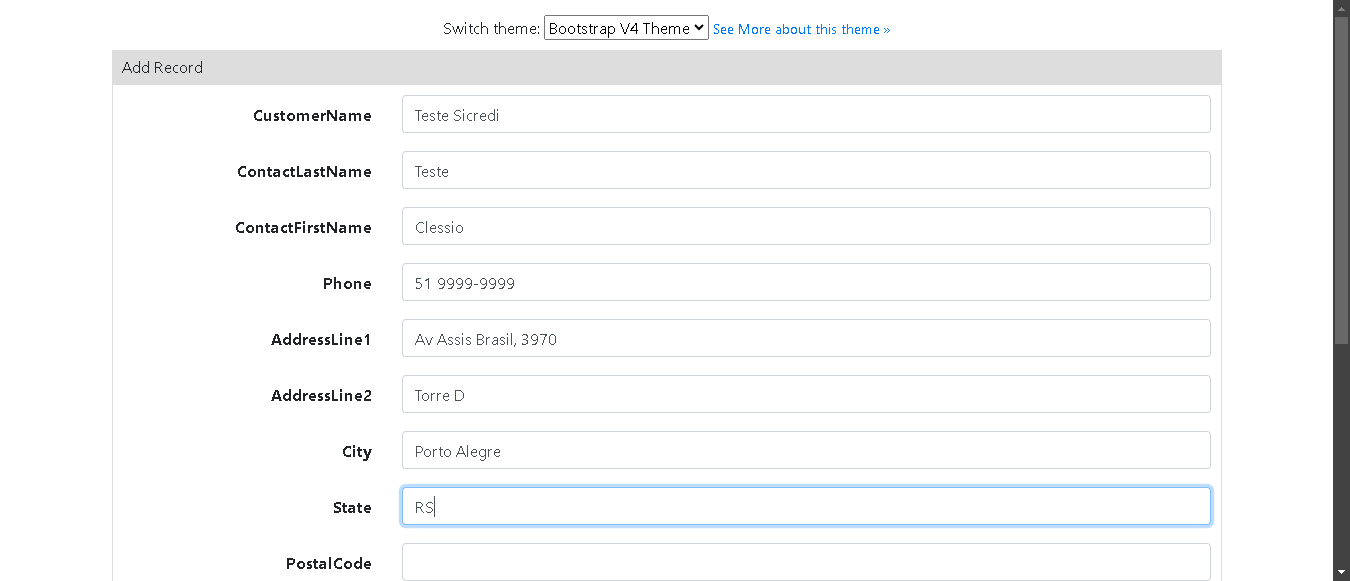 Switch theme: Bootstrap V4 Theme See More about this theme »
Add Record
CustomerName Teste Sicredi
ContactLastName Teste
ContactFirstName Clessio
Phone 51 9999-9999
AddressLine1 Av Assis Brasil, 3970
AddressLine2 Torre D
City Porto Alegre
State RS
PostalCode